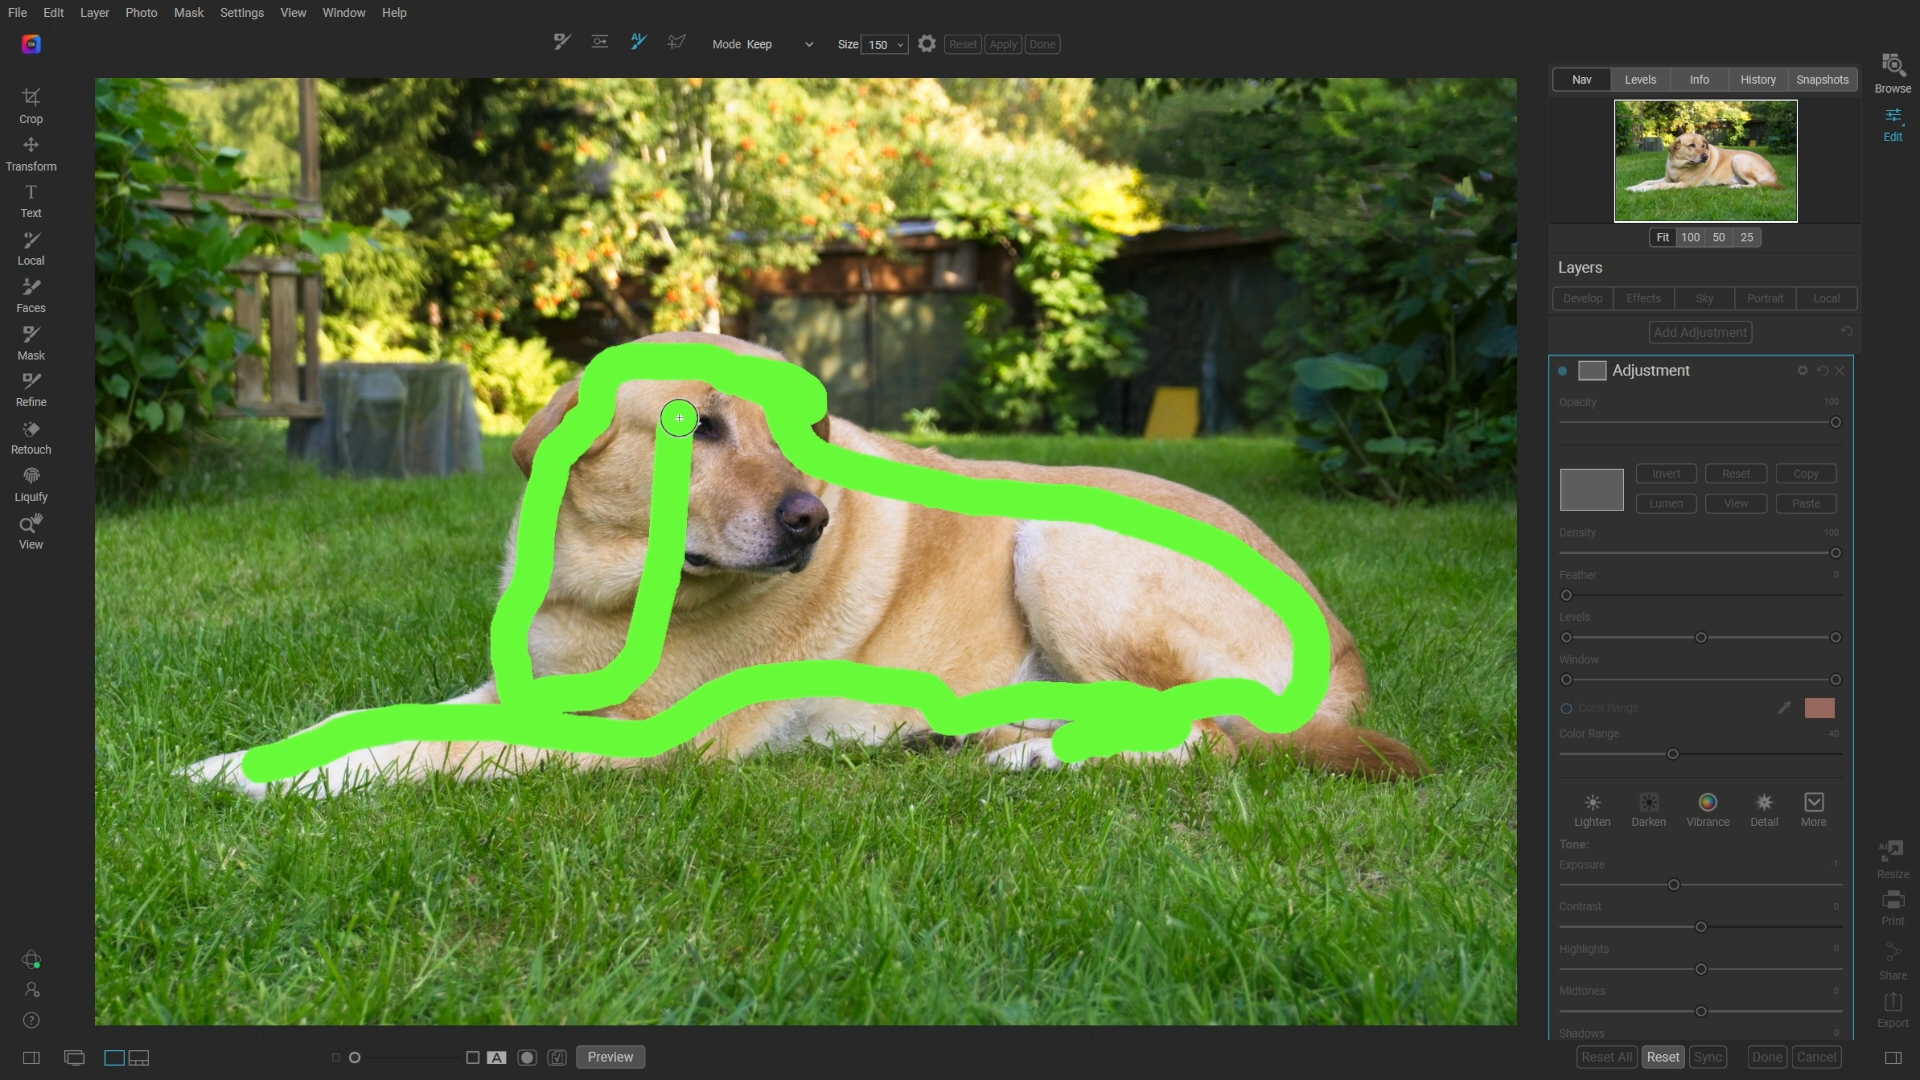 File Edit Layer Photo Mask Settings View Window Help
Mode Keep Size 150 Reset Apply Done
Crop
Transform
Text
Local
Faces
Mask
Refine
Retouch
Liquify
View
Nav Levels Info History Snapshots
Fit 100 50 25
Layers
Develop Effects Sky Portrait Local
Add Adjustment
Adjustment
Opacity 100
Invert Reset Copy
Lumen View Paste
Density 100
Feather 0
Levels
Window
Color Range
Color Range 40
Lighten Darken Vibrance Detail More
Tone:
Exposure -1
Contrast 0
Highlights 0
Midtones 0
Shadows 0
Browse
Edit
AI
Resize
Print
Share
Export
A Preview
Reset All Reset Sync Done Cancel